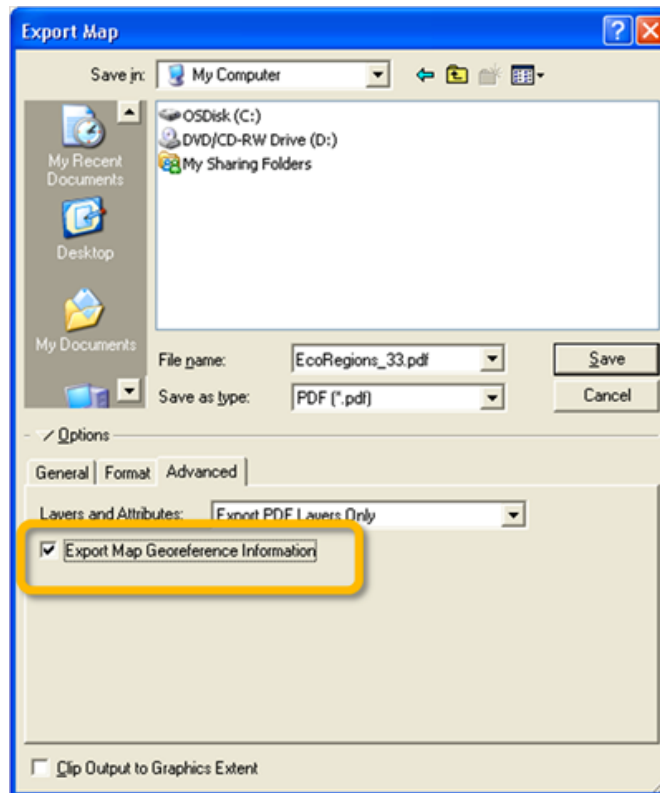 Export Map
Save in: My Computer
OSDisk (C:)
DVD/CD-RW Drive (D:)
My Sharing Folders
My Recent
Documents
Desktop
My Documents
File name: EcoRegions_33.pdf Save
Save as type: PDF (*.pdf) Cancel
Options
General Format Advanced
Layers and Attributes: Export PDF Layers Only
Export Map Georeference Information
Clip Output to Graphics Extent